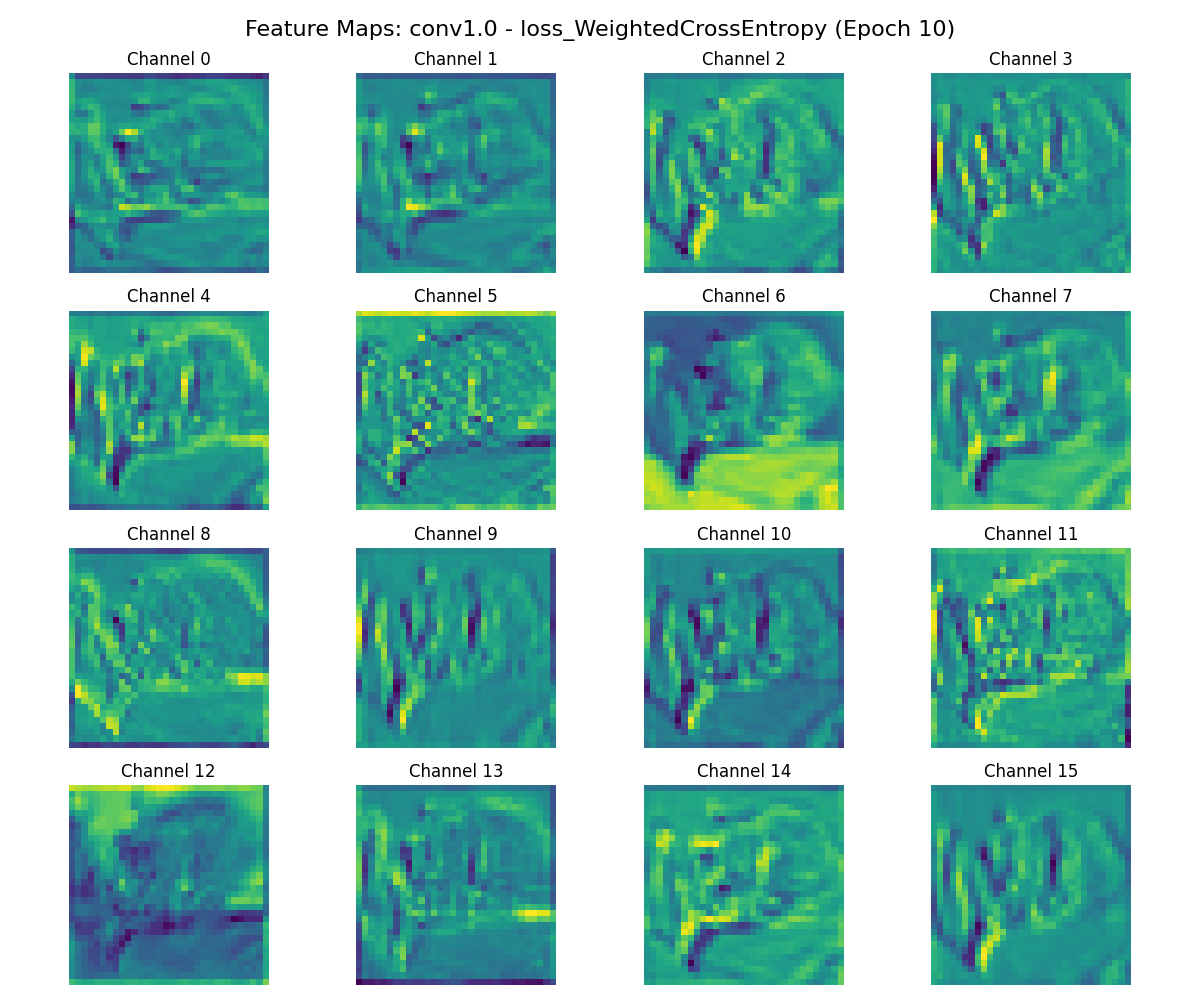 Feature Maps: conv1.0 - loss_WeightedCrossEntropy (Epoch 10)
Channel 0
Channel 1
Channel 2
Channel 3
Channel 4
Channel 5
Channel 6
Channel 7
Channel 8
Channel 9
Channel 10
Channel 11
Channel 12
Channel 13
Channel 14
Channel 15